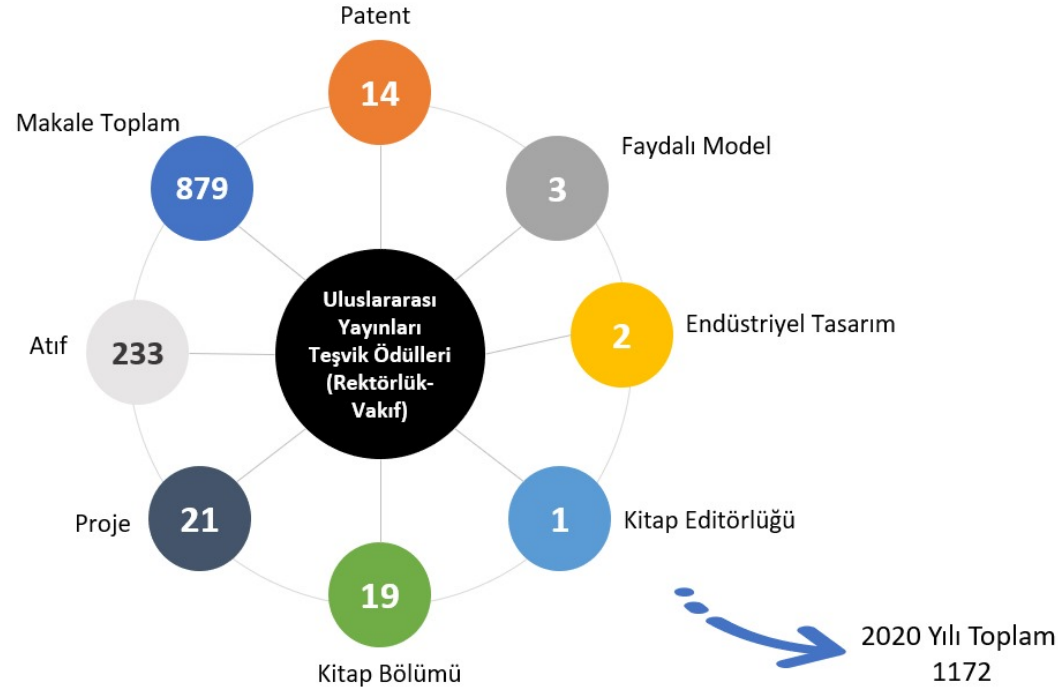 Patent
14
Makale Toplam
879
Faydalı Model
3
Uluslararası
Yayınları
Teşvik Ödülleri
(Rektörlük-
Vakıf)
Endüstriyel Tasarım
2
Atıf
233
Proje
21
Kitap Editörlüğü
1
19
Kitap Bölümü
2020 Yılı Toplam
1172